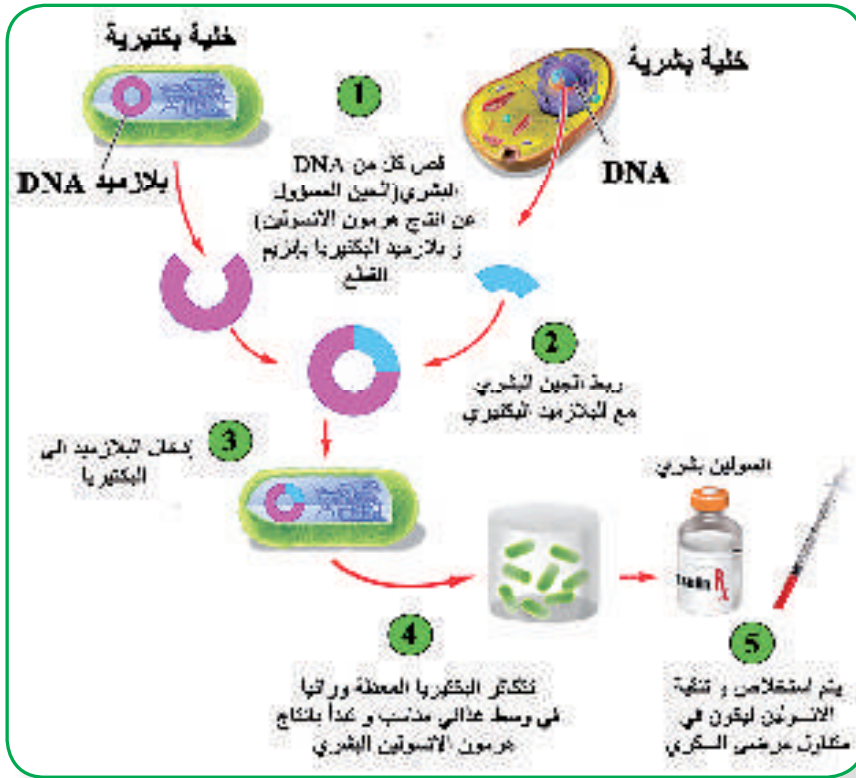 خلية بكتيرية
خلية بشرية
بلازميد DNA
DNA
1
قص كل من DNA
البشري(الجين المسؤول
عن انتاج هرمون الانسولين)
و بلازميد البكتيريا بإنزيم
القطع
2
ربط الجين البشري
مع البلازميد البكتيري
3
إدخال البلازميد الى
البكتيريا
4
تتكاثر البكتيريا المعدلة وراثيا
في وسط غذائي مناسب و تبدأ بانتاج
هرمون الانسولين البشري
انسولين بشري
Rx
5
يتم استخلاص و تنقية
الانسولين ليكون في
متناول مرضى السكري